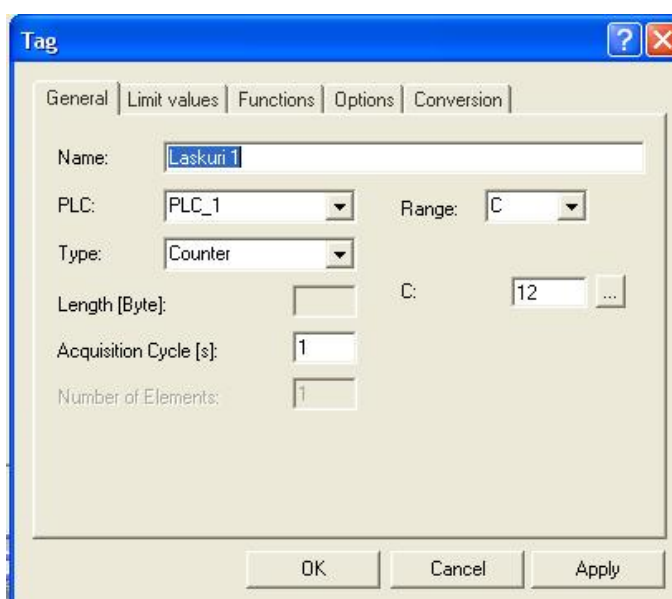 Tag
General Limit values Functions Options Conversion
Name: Laskuri 1
PLC: PLC_1 Range: C
Type: Counter
Length [Byte]: C: 12 ...
Acquisition Cycle [s]: 1
Number of Elements: 1
OK Cancel Apply